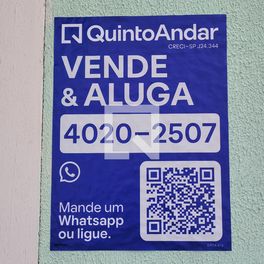 QuintoAndar
CRECI-SP J24.344
VENDE
& ALUGA
4020-2507
Mande um
Whatsapp
ou ligue.